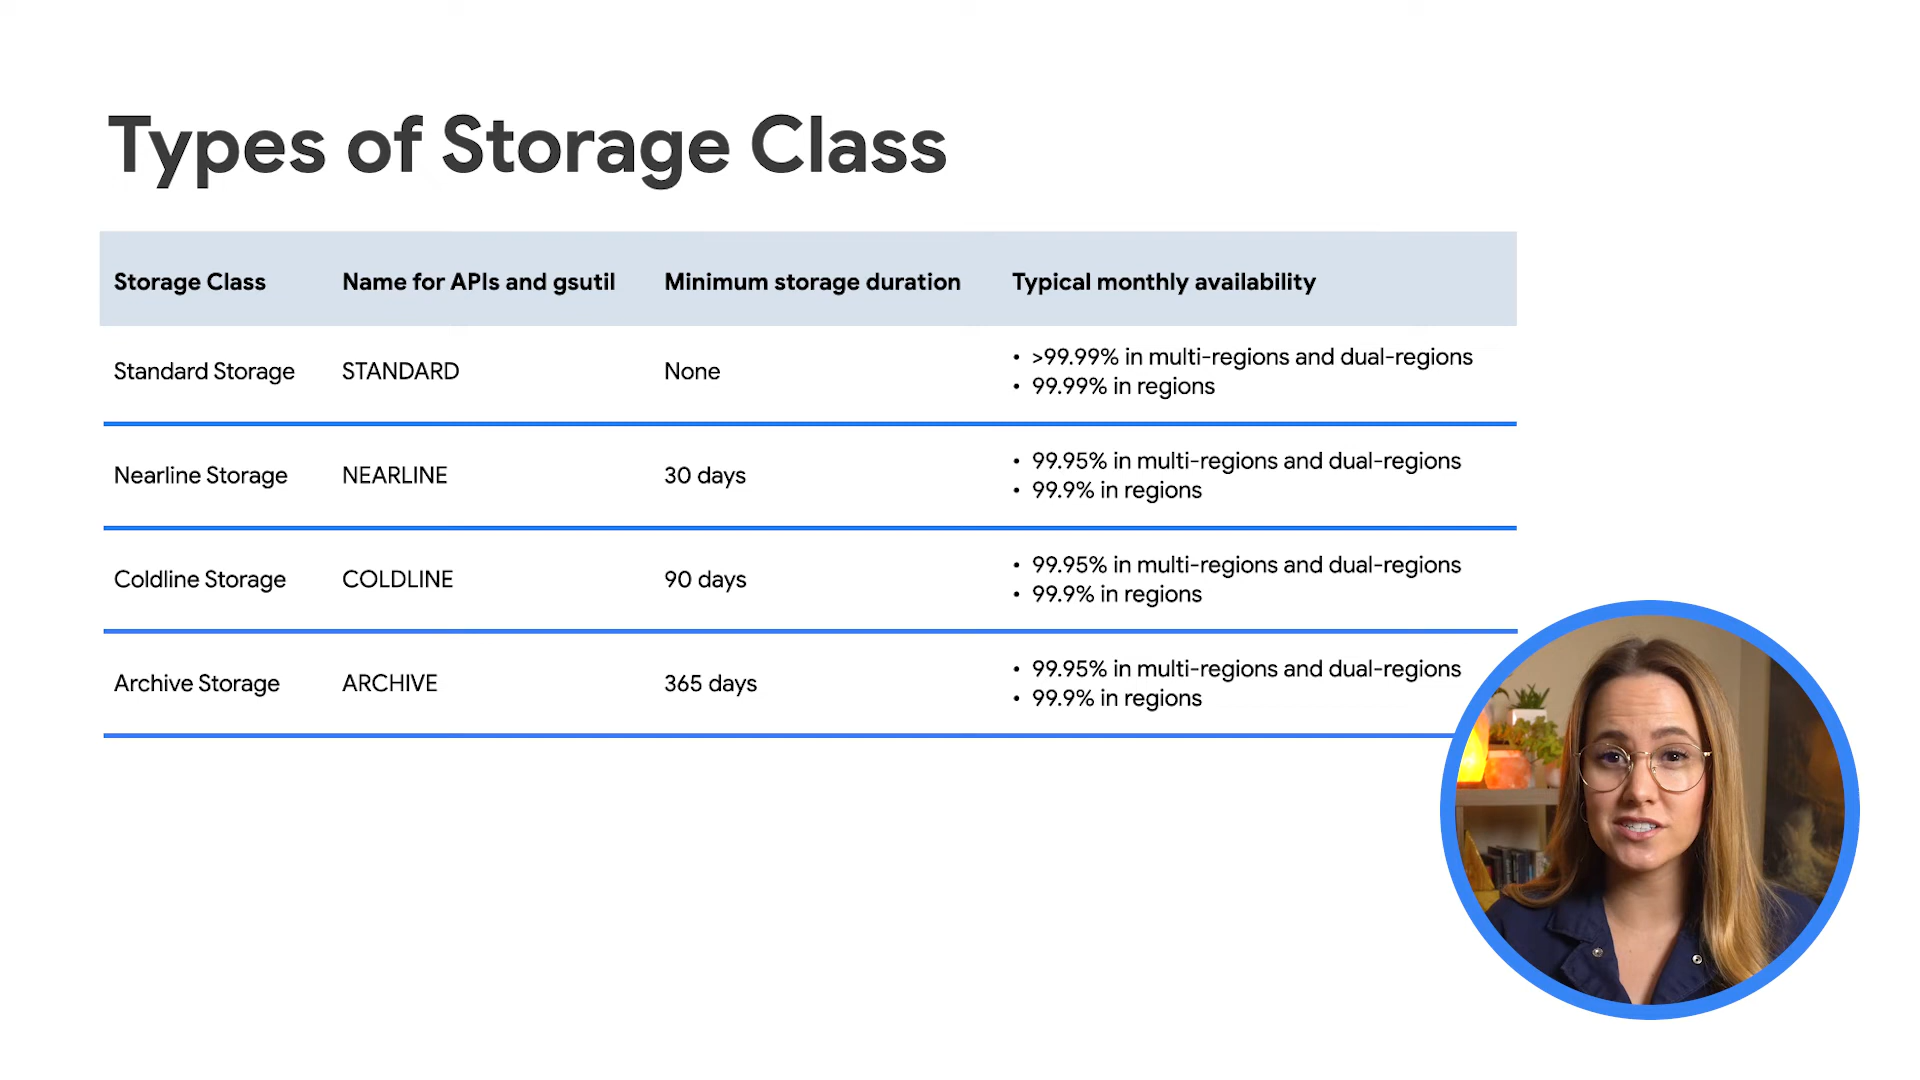 Types of Storage Class
Storage Class Name for APIs and gsutil Minimum storage duration Typical monthly availability
Standard Storage STANDARD None
• >99.99% in multi-regions and dual-regions
• 99.99% in regions
Nearline Storage NEARLINE 30 days
• 99.95% in multi-regions and dual-regions
• 99.9% in regions
Coldline Storage COLDLINE 90 days
• 99.95% in multi-regions and dual-regions
• 99.9% in regions
Archive Storage ARCHIVE 365 days
• 99.95% in multi-regions and dual-regions
• 99.9% in regions